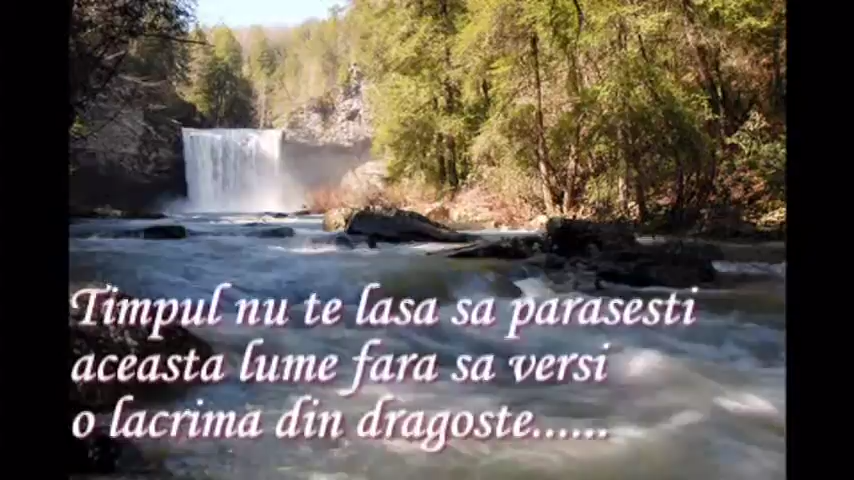 Timpul nu te lasa sa parasesti
aceasta lume fara sa versi
o lacrima din dragoste......